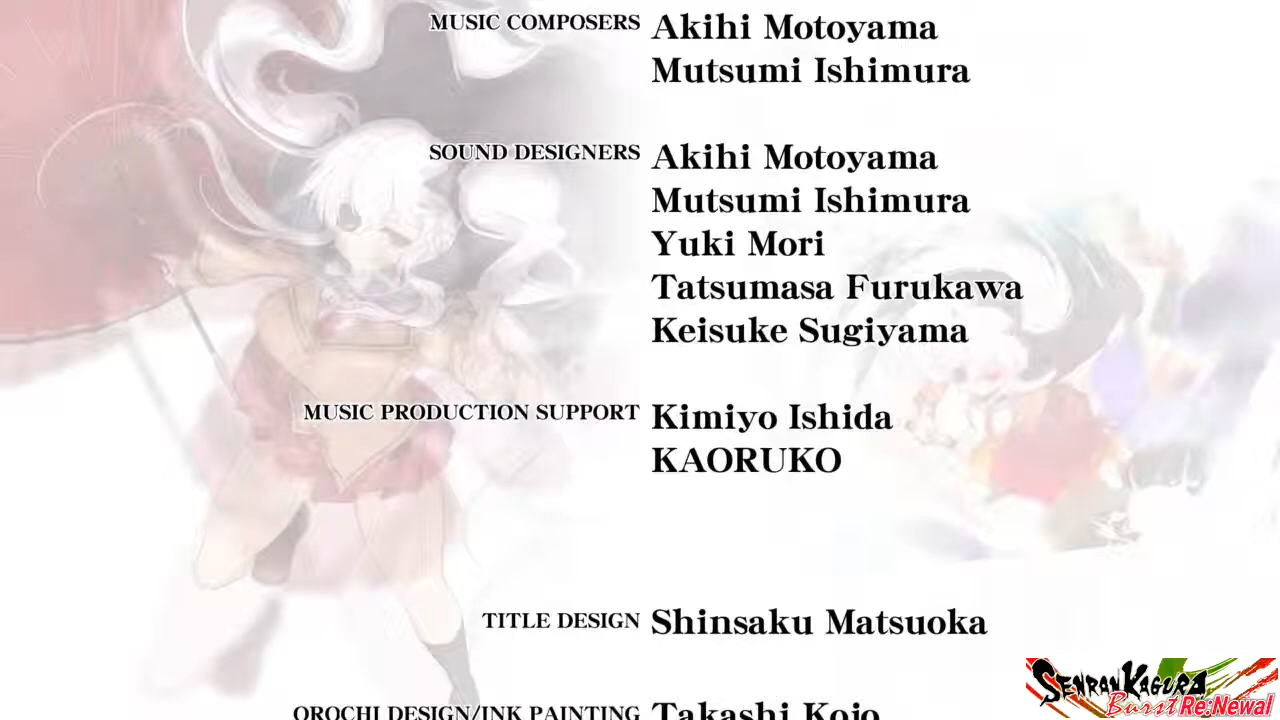 MUSIC COMPOSERS Akihi Motoyama
Mutsumi Ishimura
SOUND DESIGNERS Akihi Motoyama
Mutsumi Ishimura
Yuki Mori
Tatsumasa Furukawa
Keisuke Sugiyama
MUSIC PRODUCTION SUPPORT Kimiyo Ishida
KAORUKO
TITLE DESIGN Shinsaku Matsuoka
OROCHI DESIGN/INK PAINTING Takashi Kojo
SENRAN KAGURA
Burst Re:Newal